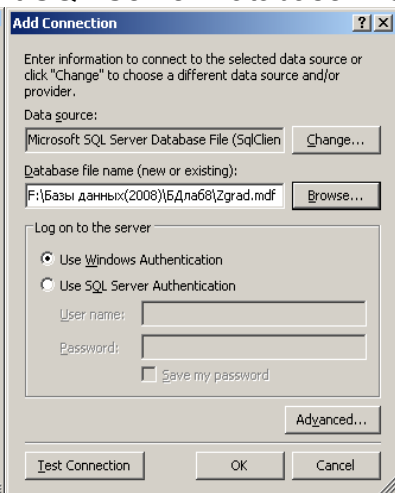 Add Connection
Enter information to connect to the selected data source or
click "Change" to choose a different data source and/or
provider.
Data source:
Microsoft SQL Server Database File (SqlClien
Change...
Database file name (new or existing):
F:\Базы данных(2008)\БДлаб8\Zgrad.mdf
Browse...
Log on to the server
Use Windows Authentication
Use SQL Server Authentication
User name:
Password:
Save my password
Advanced...
Test Connection
OK
Cancel